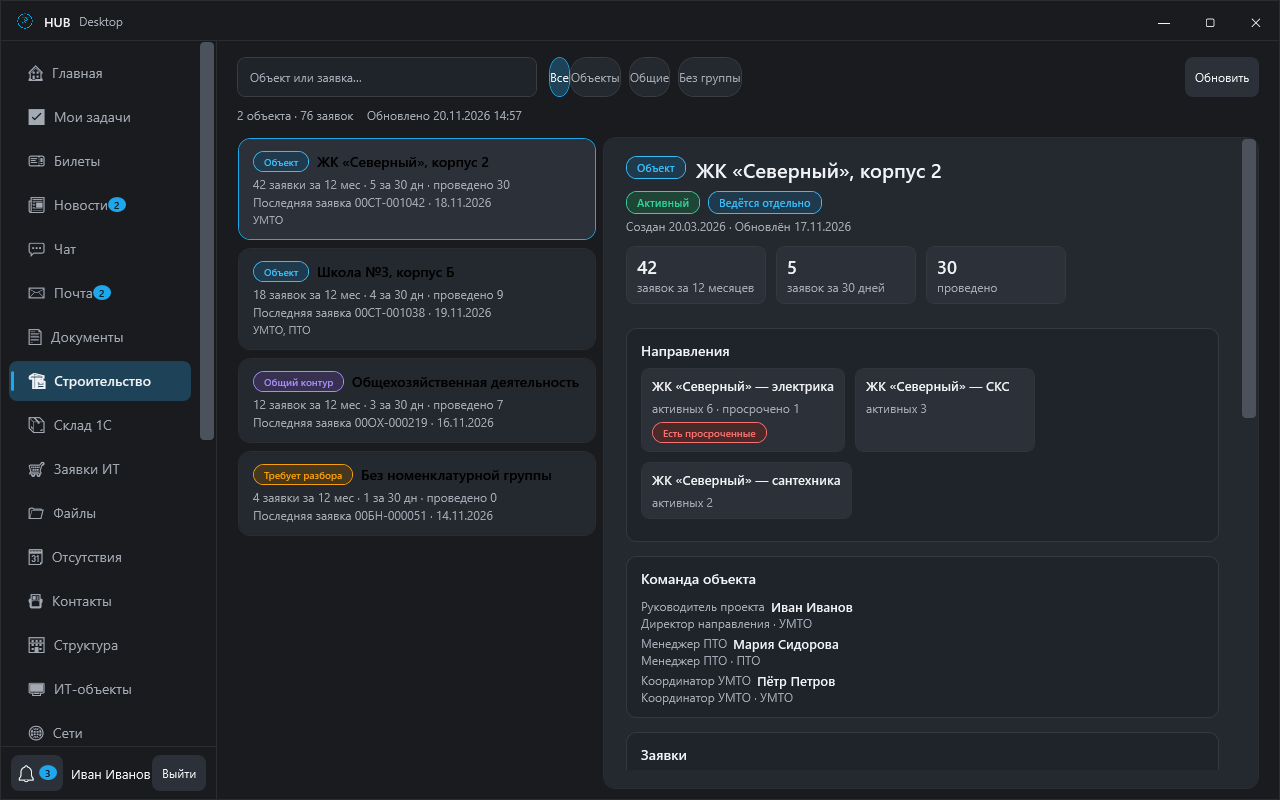 HUB Desktop
Главная
Мои задачи
Билеты
Новости 2
Чат
Почта 2
Документы
Строительство
Склад 1С
Заявки ИТ
Файлы
31 Отсутствия
Контакты
Структура
ИТ-объекты
Сети
3 Иван Иванов Выйти
Объект или заявка... Все Объекты Общие Без группы Обновить
2 объекта · 76 заявок Обновлено 20.11.2026 14:57
Объект ЖК «Северный», корпус 2
42 заявки за 12 мес · 5 за 30 дн · проведено 30
Последняя заявка 00СТ-001042 · 18.11.2026
УМТО
Объект Школа №3, корпус Б
18 заявок за 12 мес · 4 за 30 дн · проведено 9
Последняя заявка 00СТ-001038 · 19.11.2026
УМТО, ПТО
Общий контур Общехозяйственная деятельность
12 заявок за 12 мес · 3 за 30 дн · проведено 7
Последняя заявка 00ОХ-000219 · 16.11.2026
Требует разбора Без номенклатурной группы
4 заявки за 12 мес · 1 за 30 дн · проведено 0
Последняя заявка 00БН-000051 · 14.11.2026
Объект ЖК «Северный», корпус 2
Активный Ведётся отдельно
Создан 20.03.2026 · Обновлён 17.11.2026
42 5 30
заявок за 12 месяцев заявок за 30 дней проведено
Направления
ЖК «Северный» — электрика ЖК «Северный» — СКС
активных 6 · просрочено 1 активных 3
Есть просроченные
ЖК «Северный» — сантехника
активных 2
Команда объекта
Руководитель проекта Иван Иванов
Директор направления · УМТО
Менеджер ПТО Мария Сидорова
Менеджер ПТО · ПТО
Координатор УМТО Пётр Петров
Координатор УМТО · УМТО
Заявки